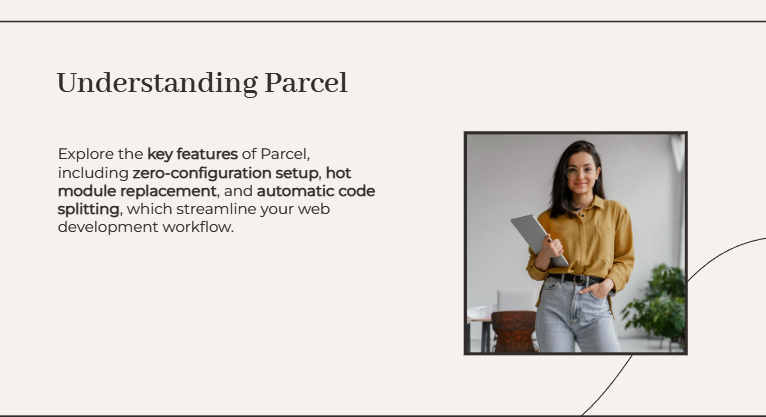 Understanding Parcel
Explore the key features of Parcel,
including zero-configuration setup, hot
module replacement, and automatic code
splitting, which streamline your web
development workflow.